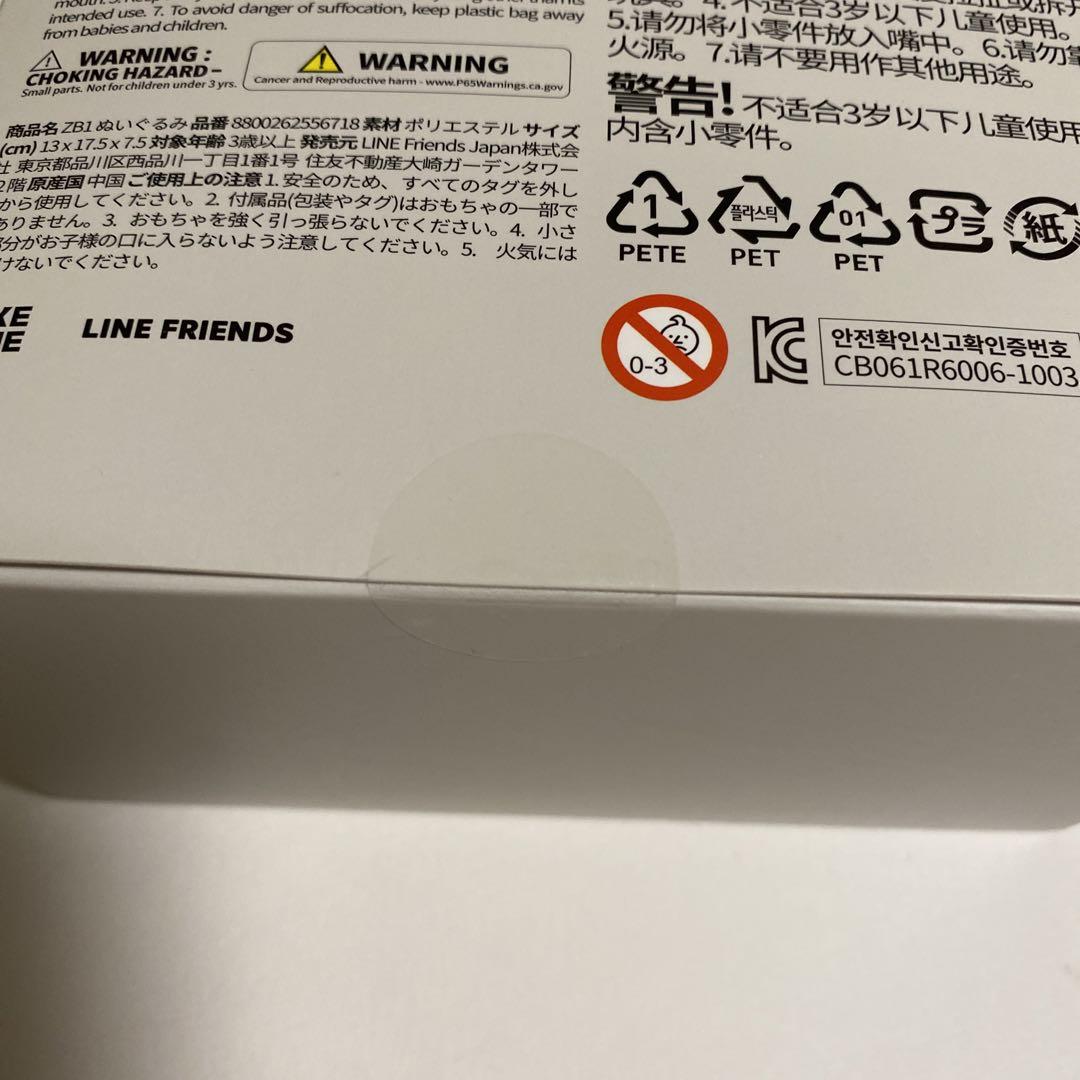 intended use. 7. To avoid danger of suffocation, keep plastic bag away
from babies and children.
WARNING :
CHOKING HAZARD –
Small parts. Not for children under 3 yrs.
WARNING
Cancer and Reproductive harm - www.P65Warnings.ca.gov
商品名 ZB1 ぬいぐるみ 品番 8800262556718 素材 ポリエステル サイズ
(cm) 13 x 17.5 x 7.5 対象年齢 3歳以上 発売元 LINE Friends Japan株式会
社 東京都品川区西品川一丁目1番1号 住友不動産大崎ガーデンタワー
2階 原産国 中国 ご使用上の注意 1. 安全のため、すべてのタグを外し
から使用してください。2. 付属品(包装やタグ)はおもちゃの一部で
ありません。3. おもちゃを強く引っ張らないでください。4. 小さ
部分がお子様の口に入らないよう注意してください。5. 火気には
けないでください。
LINE FRIENDS
4. 不适合3岁以下儿童使用。
5.请勿将小零件放入嘴中。6.请勿靠
火源。7.请不要用作其他用途。
警告! 不适合3岁以下儿童使用
内含小零件。
1
PETE
플라스틱
PET
01
PET
プラ
紙
0-3
안전확인신고확인증번호
CB061R6006-1003